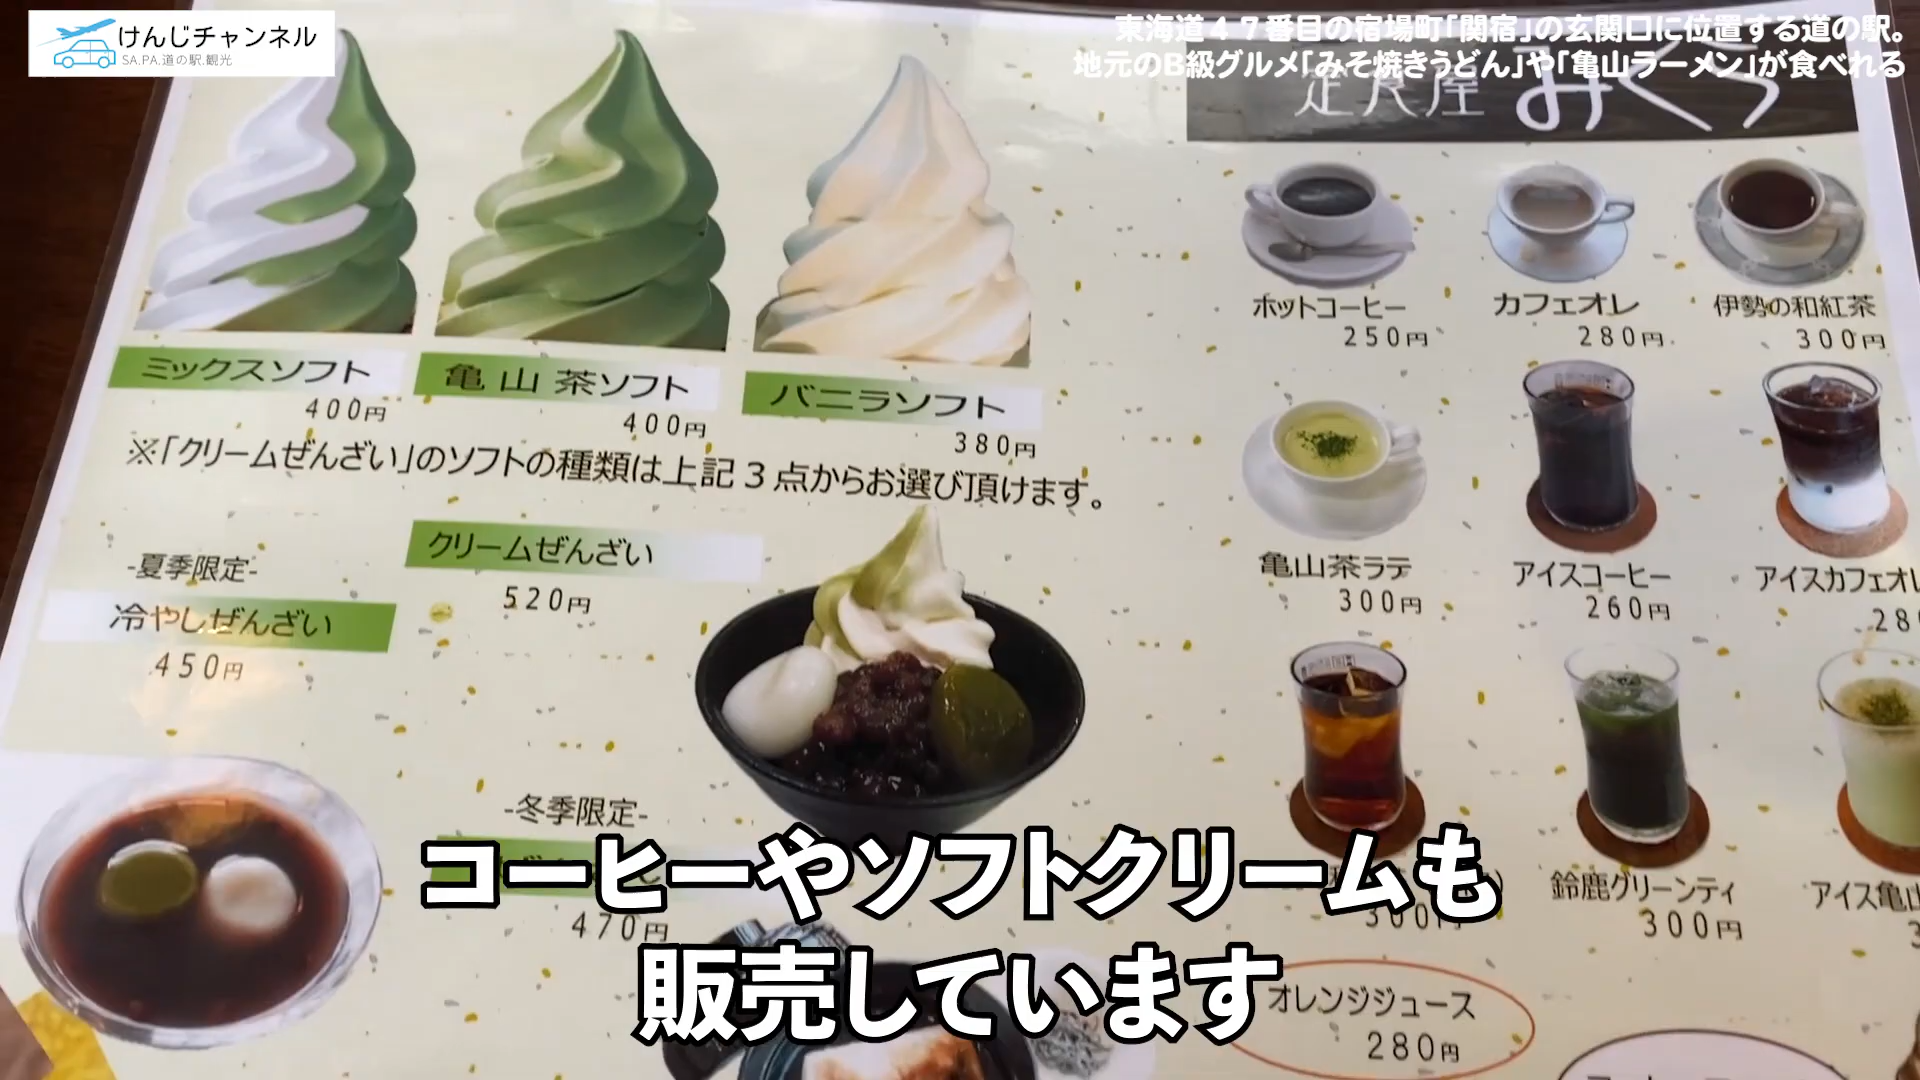 けんじチャンネル
SA.PA.道の駅.観光
東海道47番目の宿場町「関宿」の玄関口に位置する道の駅。
地元のB級グルメ「みそ焼きうどん」や「亀山ラーメン」が食べれる
ミックスソフト
400円
亀山茶ソフト
400円
バニラソフト
380円
※「クリームぜんざい」のソフトの種類は上記3点からお選び頂けます。
-夏季限定-
冷やしぜんざい
450円
クリームぜんざい
520円
-冬季限定-
470円
ホットコーヒー
250円
カフェオレ
280円
伊勢の和紅茶
300円
亀山茶ラテ
300円
アイスコーヒー
260円
アイスカフェオレ
280
300円
鈴鹿グリーンティ
300円
アイス亀山
オレンジジュース
280円
コーヒーやソフトクリームも
販売しています